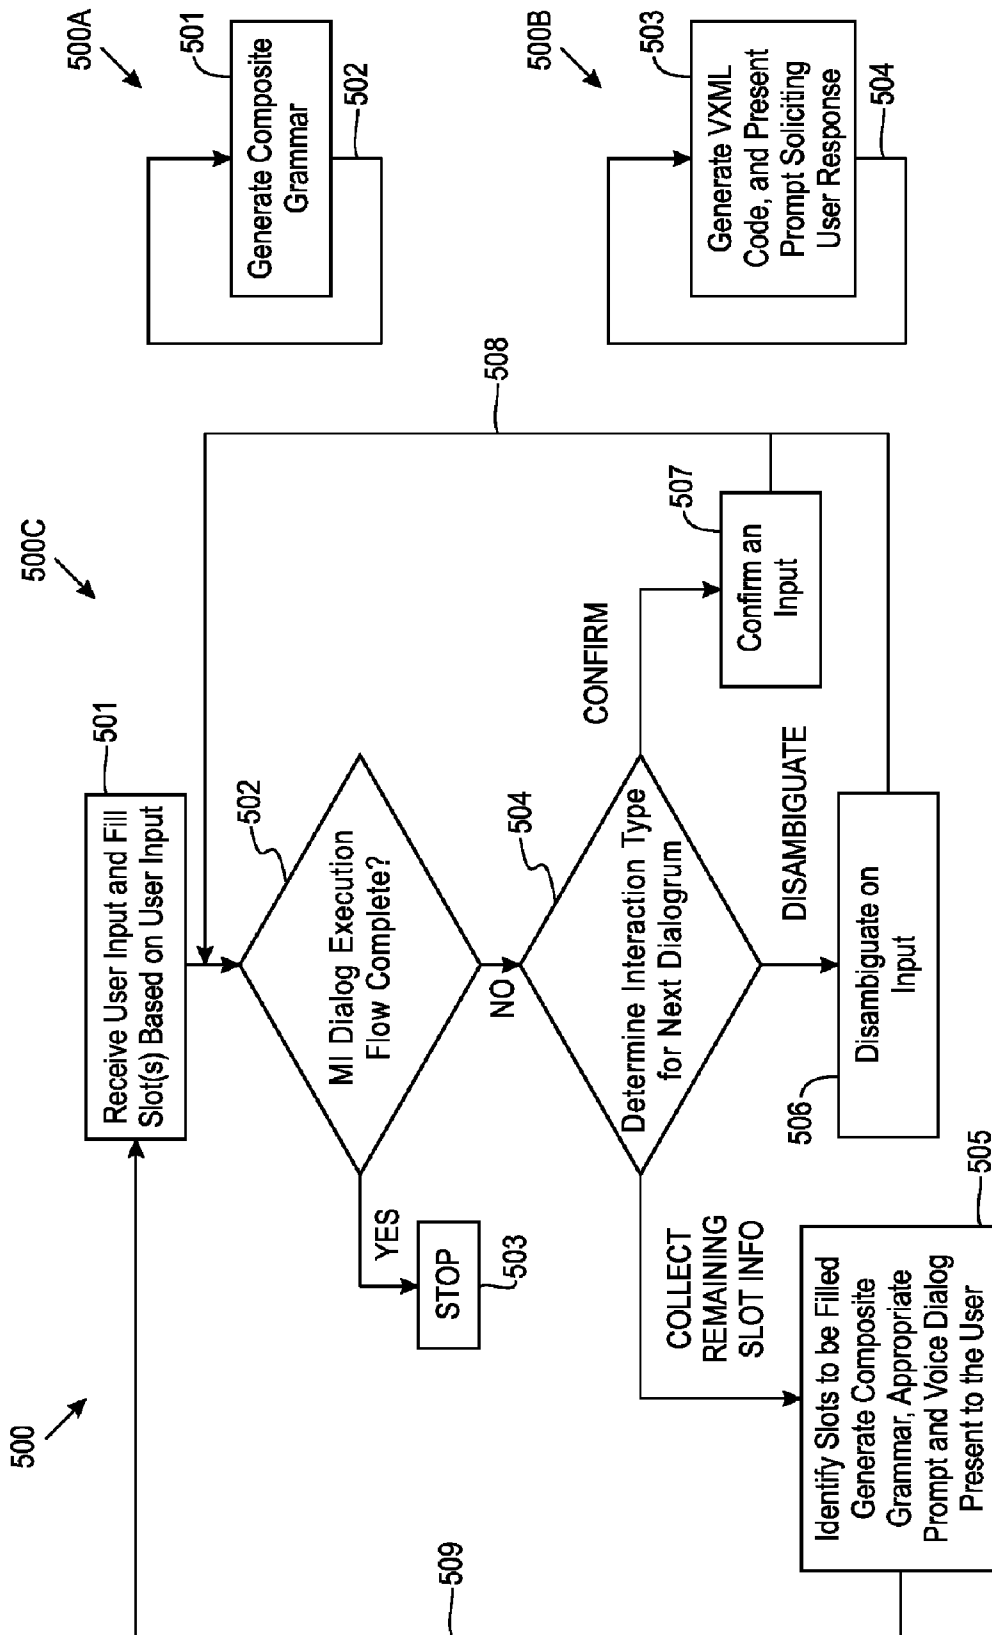 500
500C
500A
501
Generate Composite
Grammar
502
500B
503
Generate VXML
Code, and Present
Prompt Soliciting
User Response
504
501
Receive User Input and Fill
Slot(s) Based on User Input
502
MI Dialog Execution
Flow Complete?
YES
STOP
503
NO
504
Determine Interaction Type
for Next Dialogrum
CONFIRM
507
Confirm an
Input
508
DISAMBIGUATE
506
Disambiguate on
Input
COLLECT
REMAINING
SLOT INFO
505
Identify Slots to be Filled
Generate Composite
Grammar, Appropriate
Prompt and Voice Dialog
Present to the User
509